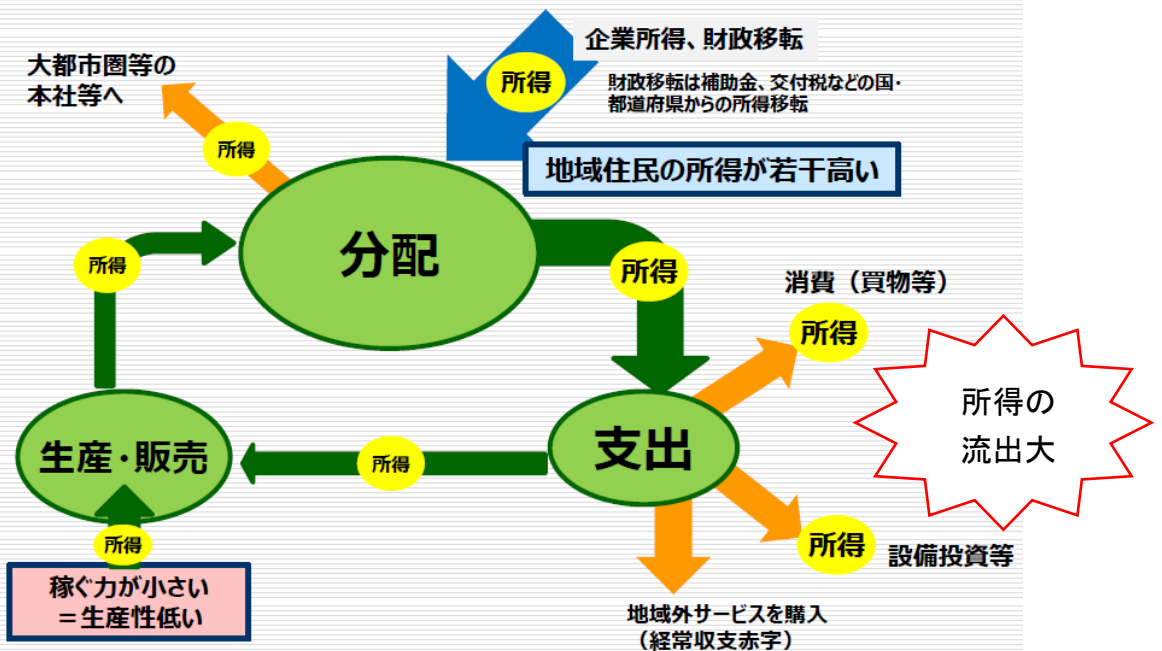 企業所得、財政移転
大都市圏等の
本社等へ
所得
財政移転は補助金、交付税などの国・
都道府県からの所得移転
所得
地域住民の所得が若干高い
分配
所得
所得
消費（買物等）
所得
所得の
流出大
生産・販売
所得
支出
所得
所得
設備投資等
稼ぐ力が小さい
＝生産性低い
地域外サービスを購入
（経常収支赤字）